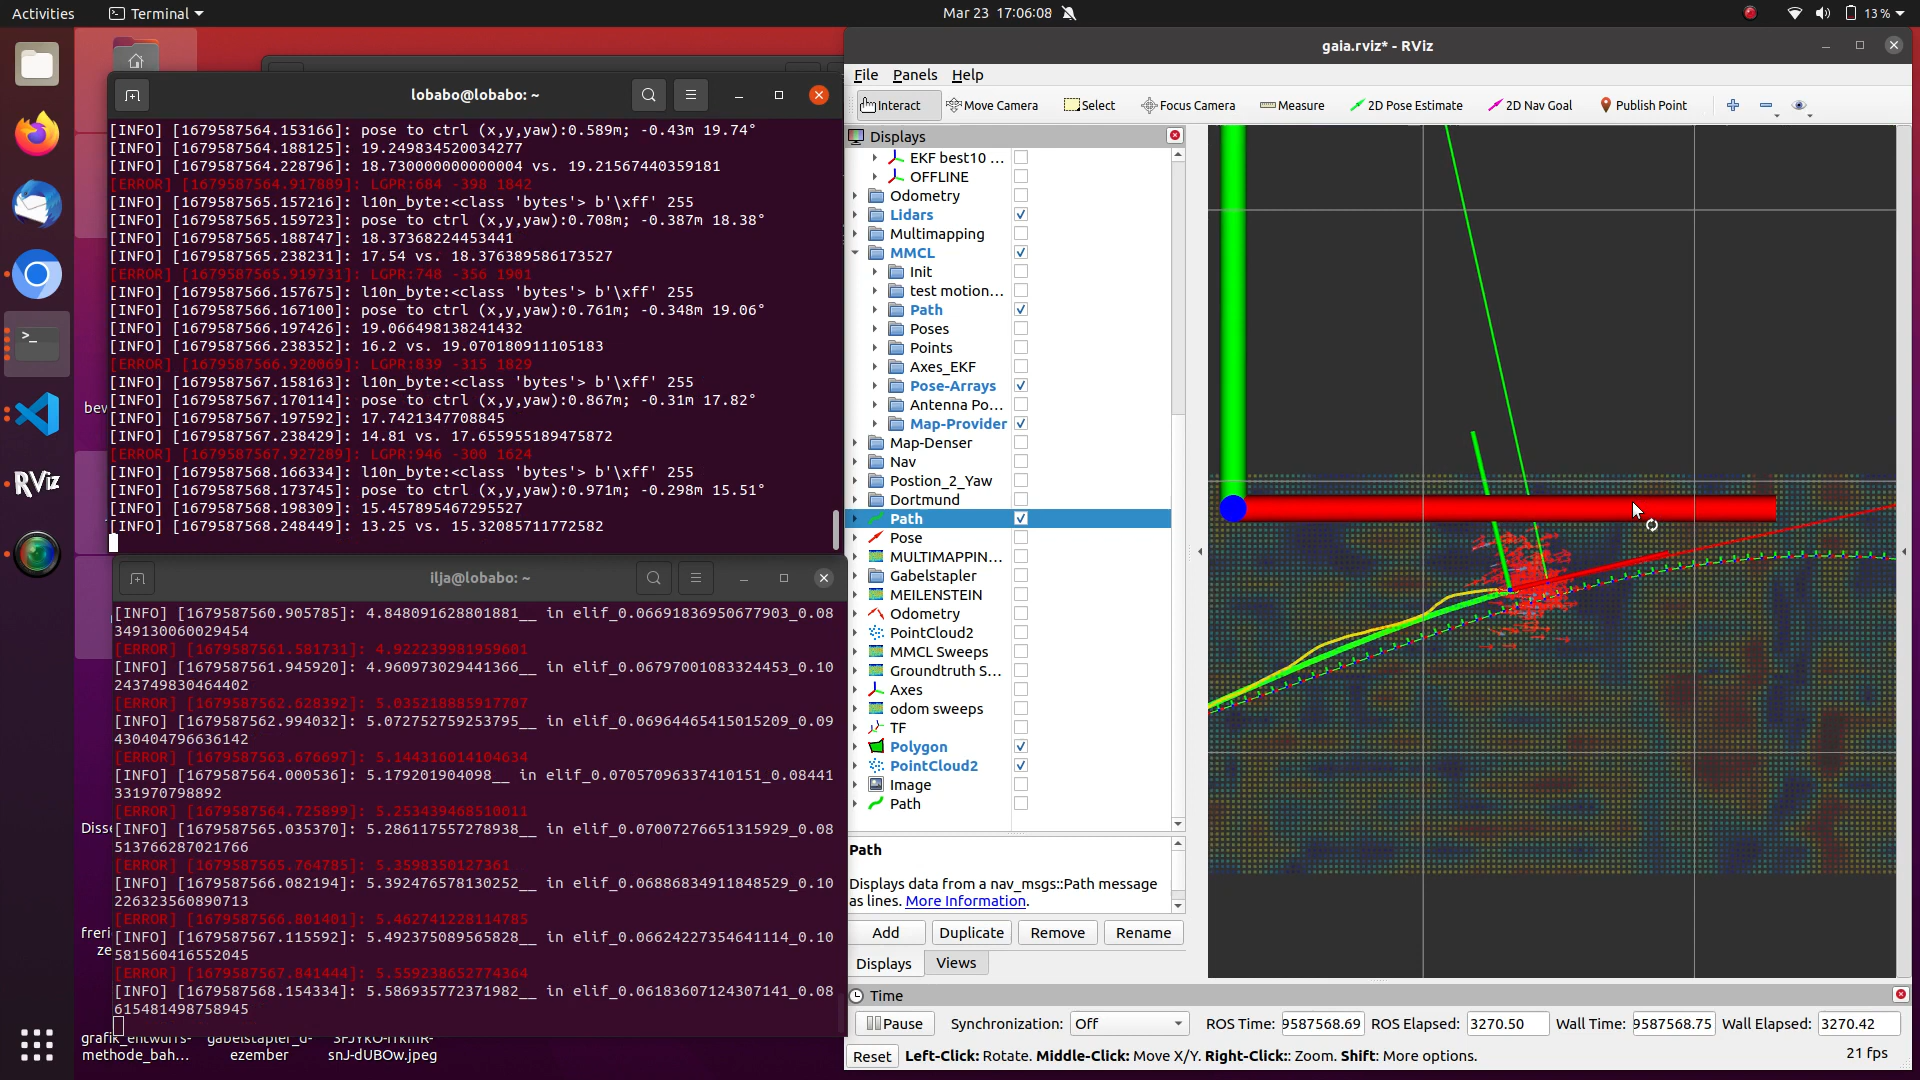 Activities
Terminal
Mar 23 17:06:08
13 %
lobabo@lobabo: ~
[INFO] [1679587564.153166]: pose to ctrl (x,y,yaw):0.589m; -0.43m 19.74°
[INFO] [1679587564.188125]: 19.249834520034277
[INFO] [1679587564.228796]: 18.730000000000004 vs. 19.21567440359181
[ERROR] [1679587564.917889]: LGPR:684 -398 1842
[INFO] [1679587565.157216]: l10n_byte:<class 'bytes'> b'\xff' 255
[INFO] [1679587565.159723]: pose to ctrl (x,y,yaw):0.708m; -0.387m 18.38°
[INFO] [1679587565.188747]: 18.37368224453441
[INFO] [1679587565.238231]: 17.54 vs. 18.376389586173527
[ERROR] [1679587565.919731]: LGPR:748 -356 1901
[INFO] [1679587566.157675]: l10n_byte:<class 'bytes'> b'\xff' 255
[INFO] [1679587566.167100]: pose to ctrl (x,y,yaw):0.761m; -0.348m 19.06°
[INFO] [1679587566.197426]: 19.066498138241432
[INFO] [1679587566.238352]: 16.2 vs. 19.070180911105183
[ERROR] [1679587566.920069]: LGPR:839 -315 1829
[INFO] [1679587567.158163]: l10n_byte:<class 'bytes'> b'\xff' 255
[INFO] [1679587567.170114]: pose to ctrl (x,y,yaw):0.867m; -0.31m 17.82°
[INFO] [1679587567.197592]: 17.7421347708845
[INFO] [1679587567.238429]: 14.81 vs. 17.655955189475872
[ERROR] [1679587567.927289]: LGPR:946 -300 1624
[INFO] [1679587568.166334]: l10n_byte:<class 'bytes'> b'\xff' 255
[INFO] [1679587568.173745]: pose to ctrl (x,y,yaw):0.971m; -0.298m 15.51°
[INFO] [1679587568.198309]: 15.457895467295527
[INFO] [1679587568.248449]: 13.25 vs. 15.32085711772582
ilja@lobabo: ~
[INFO] [1679587560.905785]: 4.848091628801881__ in elif_0.06691836950677903_0.08
349130060029454
[ERROR] [1679587561.581731]: 4.922239981959601
[INFO] [1679587561.945920]: 4.960973029441366__ in elif_0.06797001083324453_0.10
243749830464402
[ERROR] [1679587562.628392]: 5.035218885917707
[INFO] [1679587562.994032]: 5.072752759253795__ in elif_0.06964465415015209_0.09
430404796636142
[ERROR] [1679587563.676697]: 5.144316014104634
[INFO] [1679587564.000536]: 5.179201904098__ in elif_0.07057096337410151_0.08441
331970798892
[ERROR] [1679587564.725899]: 5.253439468510011
[INFO] [1679587565.035370]: 5.286117557278938__ in elif_0.07007276651315929_0.08
513766287021766
[ERROR] [1679587565.764785]: 5.3598350127361
[INFO] [1679587566.082194]: 5.392476578130252__ in elif_0.06886834911848529_0.10
226323560890713
[ERROR] [1679587566.801401]: 5.462741228114785
[INFO] [1679587567.115592]: 5.492375089565828__ in elif_0.06624227354641114_0.10
581560416552045
[ERROR] [1679587567.841444]: 5.559238652774364
[INFO] [1679587568.154334]: 5.586935772371982__ in elif_0.06183607124307141_0.08
615481498758945
bew
Disse
freri
ze
grafik_entwurfs-
methode_bah...
gabelstapler_d-
ezember
snJ-dUBOw.jpeg
RViz
gaia.rviz* - RViz
File Panels Help
Interact
Move Camera
Select
Focus Camera
Measure
2D Pose Estimate
2D Nav Goal
Publish Point
Displays
EKF best10 ...
OFFLINE
Odometry
Lidars
Multimapping
MMCL
Init
test motion...
Path
Poses
Points
Axes_EKF
Pose-Arrays
Antenna Po...
Map-Provider
Map-Denser
Nav
Postion_2_Yaw
Dortmund
Path
Pose
MULTIMAPPIN...
Gabelstapler
MEILENSTEIN
Odometry
PointCloud2
MMCL Sweeps
Groundtruth S...
Axes
odom sweeps
TF
Polygon
PointCloud2
Image
Path
Path
Displays data from a nav_msgs::Path message
as lines. More Information.
Add
Duplicate
Remove
Rename
Displays
Views
Time
Pause
Synchronization: Off
ROS Time: 9587568.69
ROS Elapsed: 3270.50
Wall Time: 9587568.75
Wall Elapsed: 3270.42
Reset
Left-Click: Rotate. Middle-Click: Move X/Y. Right-Click:: Zoom. Shift: More options.
21 fps